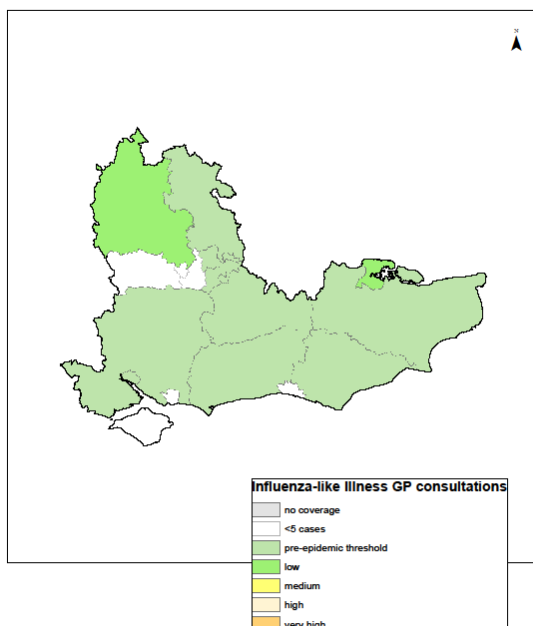 N
Influenza-like Illness GP consultations
no coverage
<5 cases
pre-epidemic threshold
low
medium
high
very high